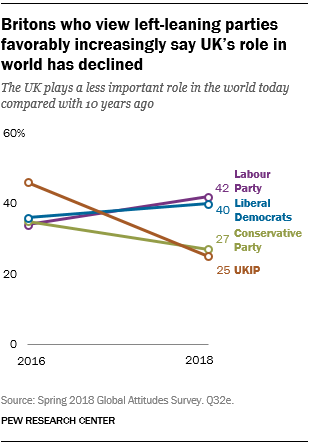 Britons who view left-leaning parties
favorably increasingly say UK's role in
world has declined
The UK plays a less important role in the world today
compared with 10 years ago
60%
40
20
0
42 Labour
Party
40 Liberal
Democrats
27 Conservative
Party
25 UKIP
2016
2018
Source: Spring 2018 Global Attitudes Survey. Q32e.
PEW RESEARCH CENTER